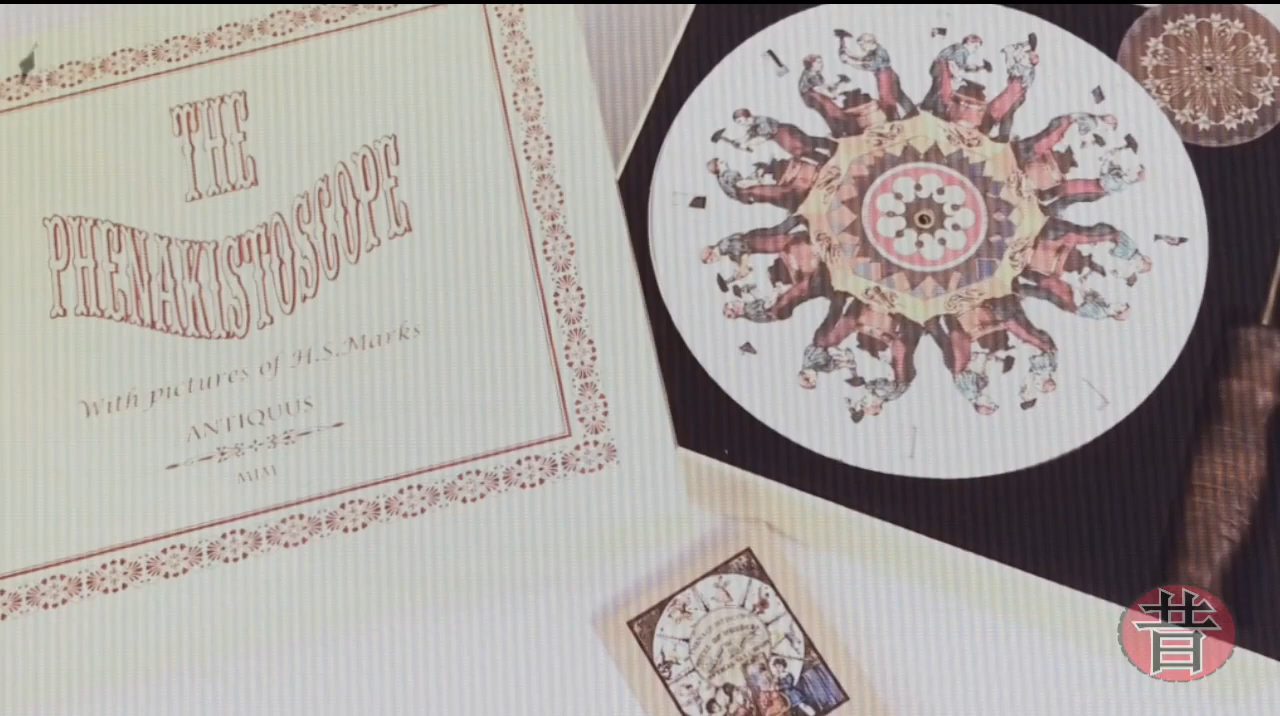 THE
PHENAKISTOSCOPE
With pictures of H.S.Marks
ANTIQUUS
MIM
昔